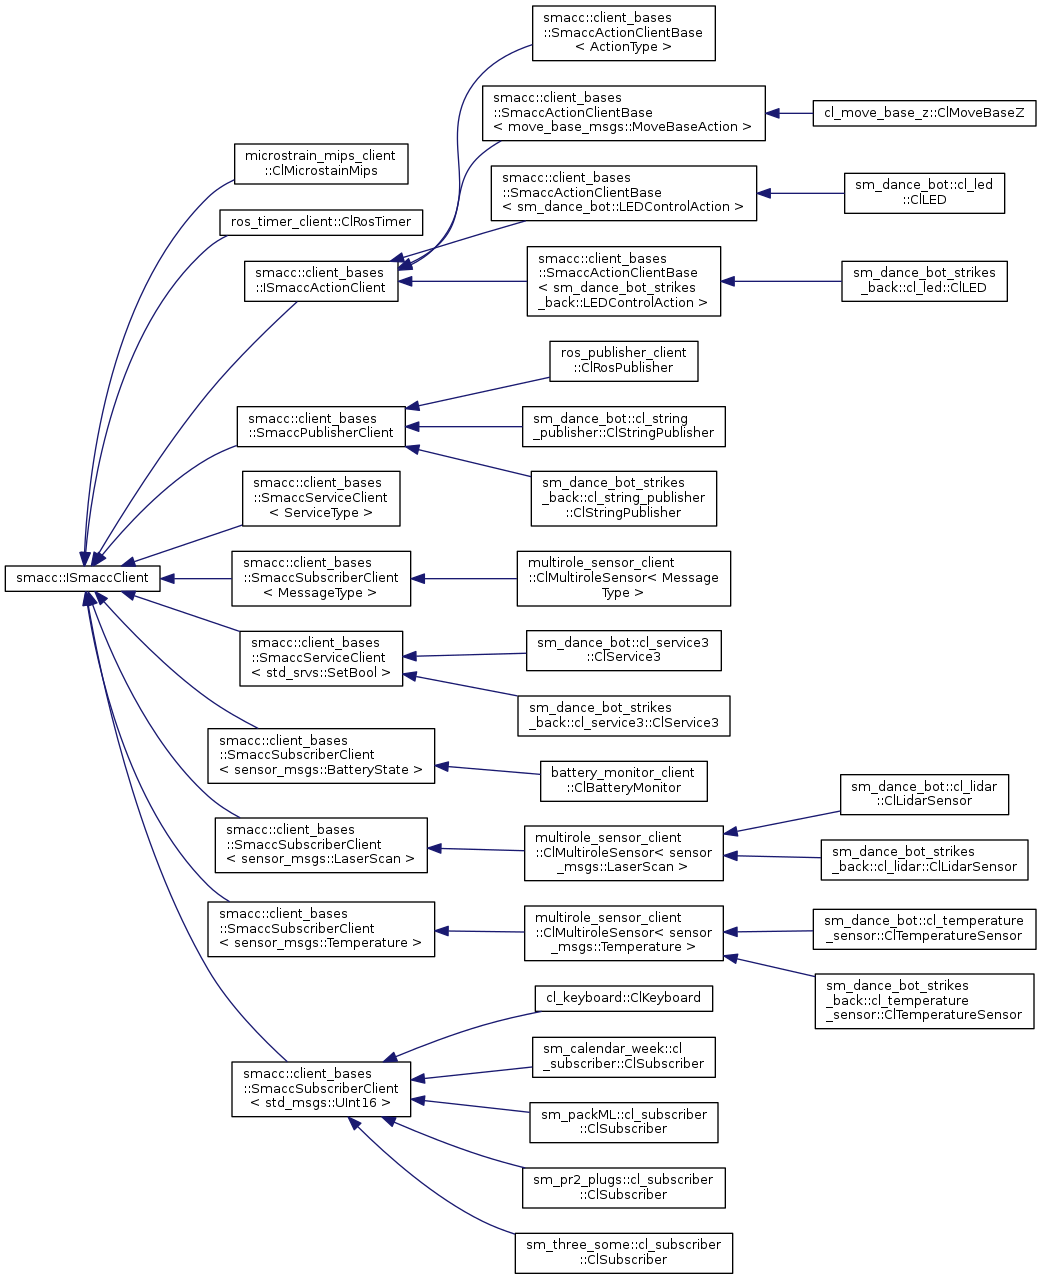 smacc::client_bases
::SmaccActionClientBase
< ActionType >
smacc::client_bases
::SmaccActionClientBase
< move_base_msgs::MoveBaseAction >
cl_move_base_z::ClMoveBaseZ
microstrain_mips_client
::ClMicrostainMips
smacc::client_bases
::SmaccActionClientBase
< sm_dance_bot::LEDControlAction >
sm_dance_bot::cl_led
::ClLED
ros_timer_client::ClRosTimer
smacc::client_bases
::ISmaccActionClient
smacc::client_bases
::SmaccActionClientBase
< sm_dance_bot_strikes
_back::LEDControlAction >
sm_dance_bot_strikes
_back::cl_led::ClLED
ros_publisher_client
::ClRosPublisher
smacc::client_bases
::SmaccPublisherClient
sm_dance_bot::cl_string
_publisher::ClStringPublisher
smacc::client_bases
::SmaccServiceClient
< ServiceType >
sm_dance_bot_strikes
_back::cl_string_publisher
::ClStringPublisher
smacc::ISmaccClient
smacc::client_bases
::SmaccSubscriberClient
< MessageType >
multirole_sensor_client
::ClMultiroleSensor< Message
Type >
smacc::client_bases
::SmaccServiceClient
< std_srvs::SetBool >
sm_dance_bot::cl_service3
::ClService3
sm_dance_bot_strikes
_back::cl_service3::ClService3
smacc::client_bases
::SmaccSubscriberClient
< sensor_msgs::BatteryState >
battery_monitor_client
::ClBatteryMonitor
smacc::client_bases
::SmaccSubscriberClient
< sensor_msgs::LaserScan >
multirole_sensor_client
::ClMultiroleSensor< sensor
_msgs::LaserScan >
sm_dance_bot::cl_lidar
::ClLidarSensor
sm_dance_bot_strikes
_back::cl_lidar::ClLidarSensor
smacc::client_bases
::SmaccSubscriberClient
< sensor_msgs::Temperature >
multirole_sensor_client
::ClMultiroleSensor< sensor
_msgs::Temperature >
sm_dance_bot::cl_temperature
_sensor::ClTemperatureSensor
sm_dance_bot_strikes
_back::cl_temperature
_sensor::ClTemperatureSensor
smacc::client_bases
::SmaccSubscriberClient
< std_msgs::UInt16 >
cl_keyboard::ClKeyboard
sm_calendar_week::cl
_subscriber::ClSubscriber
sm_packML::cl_subscriber
::ClSubscriber
sm_pr2_plugs::cl_subscriber
::ClSubscriber
sm_three_some::cl_subscriber
::ClSubscriber